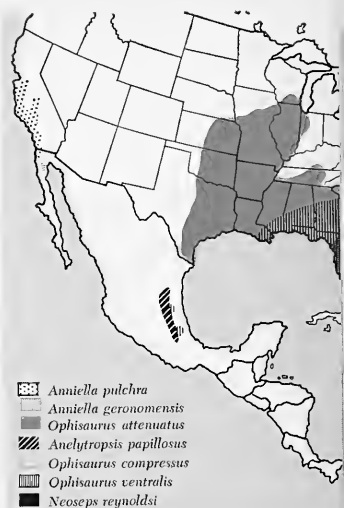 Anniella pulchra
Anniella geronomensis
Ophisaurus attenuatus
Anelytropsis papillosus
Ophisaurus compressus
Ophisaurus ventralis
Neoseps reynoldsi